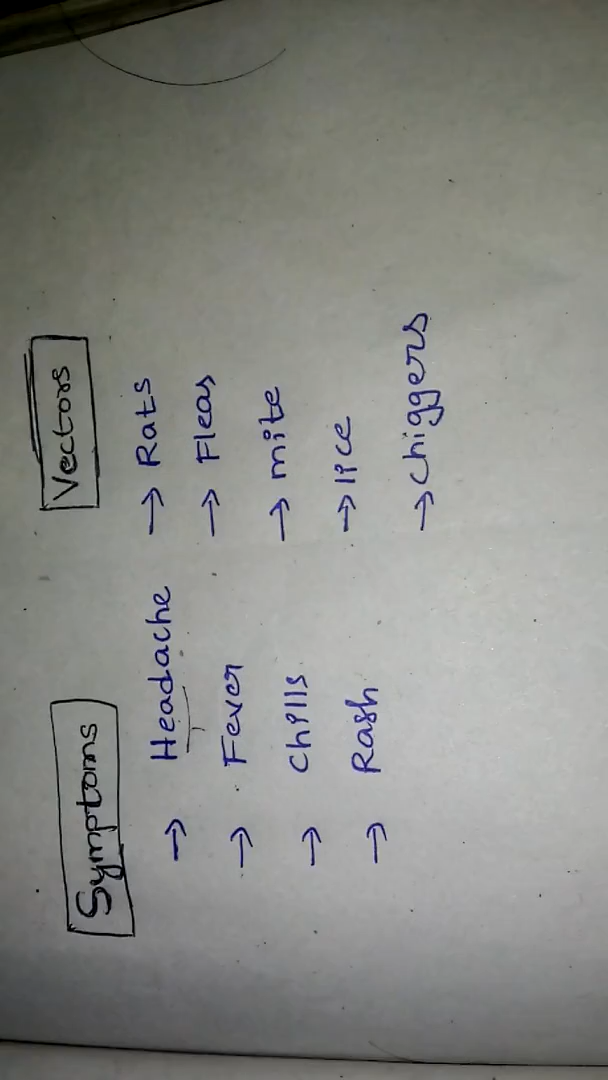 Symptoms
→ Headache
→ Fever
→ chills
→ Rash
Vectors
→ Rats
→ Fleas
→ mite
→ lice
→ chiggers